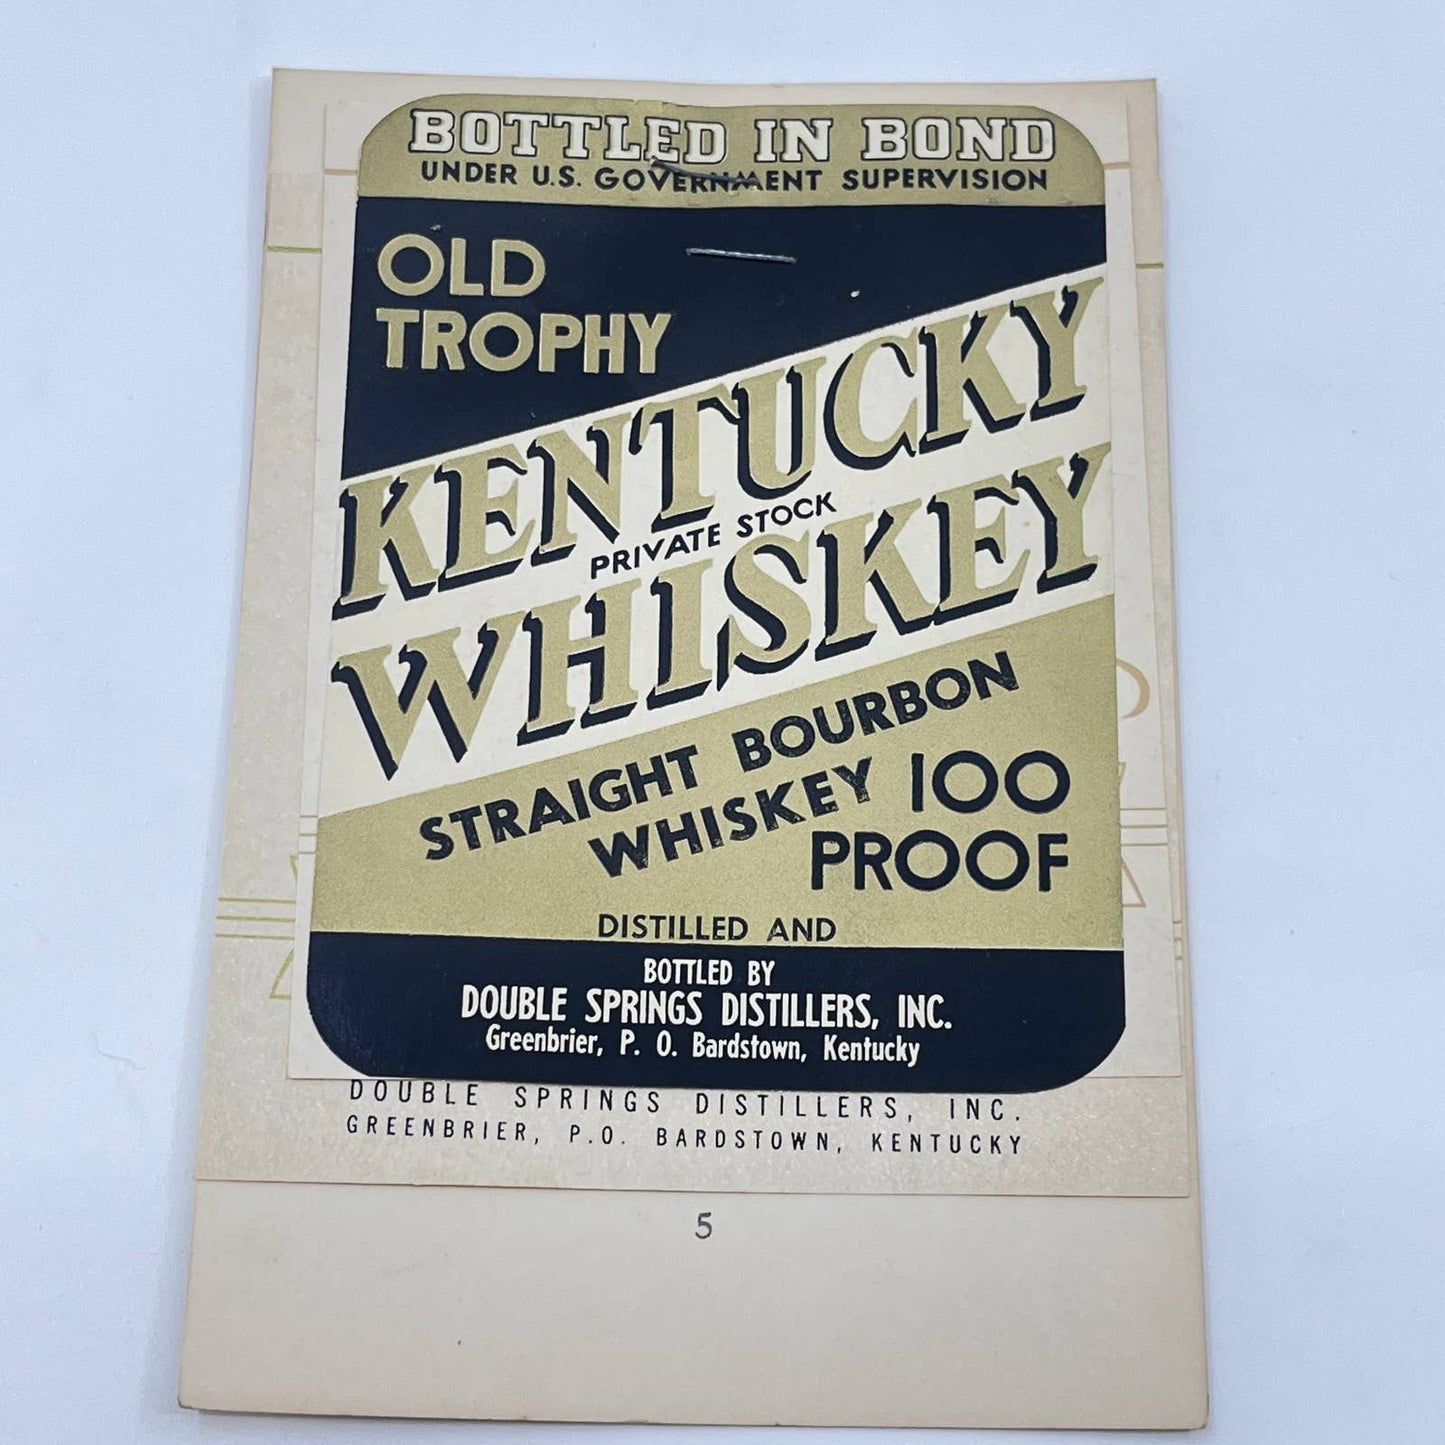 BOTTLED IN BOND
UNDER U.S. GOVERNMENT SUPERVISION
OLD
TROPHY
KENTUCKY
PRIVATE STOCK
WHISKEY
STRAIGHT BOURBON
WHISKEY 100
PROOF
DISTILLED AND
BOTTLED BY
DOUBLE SPRINGS DISTILLERS, INC.
Greenbrier, P. O. Bardstown, Kentucky
DOUBLE SPRINGS DISTILLERS, INC.
GREENBRIER, P.O. BARDSTOWN, KENTUCKY
5